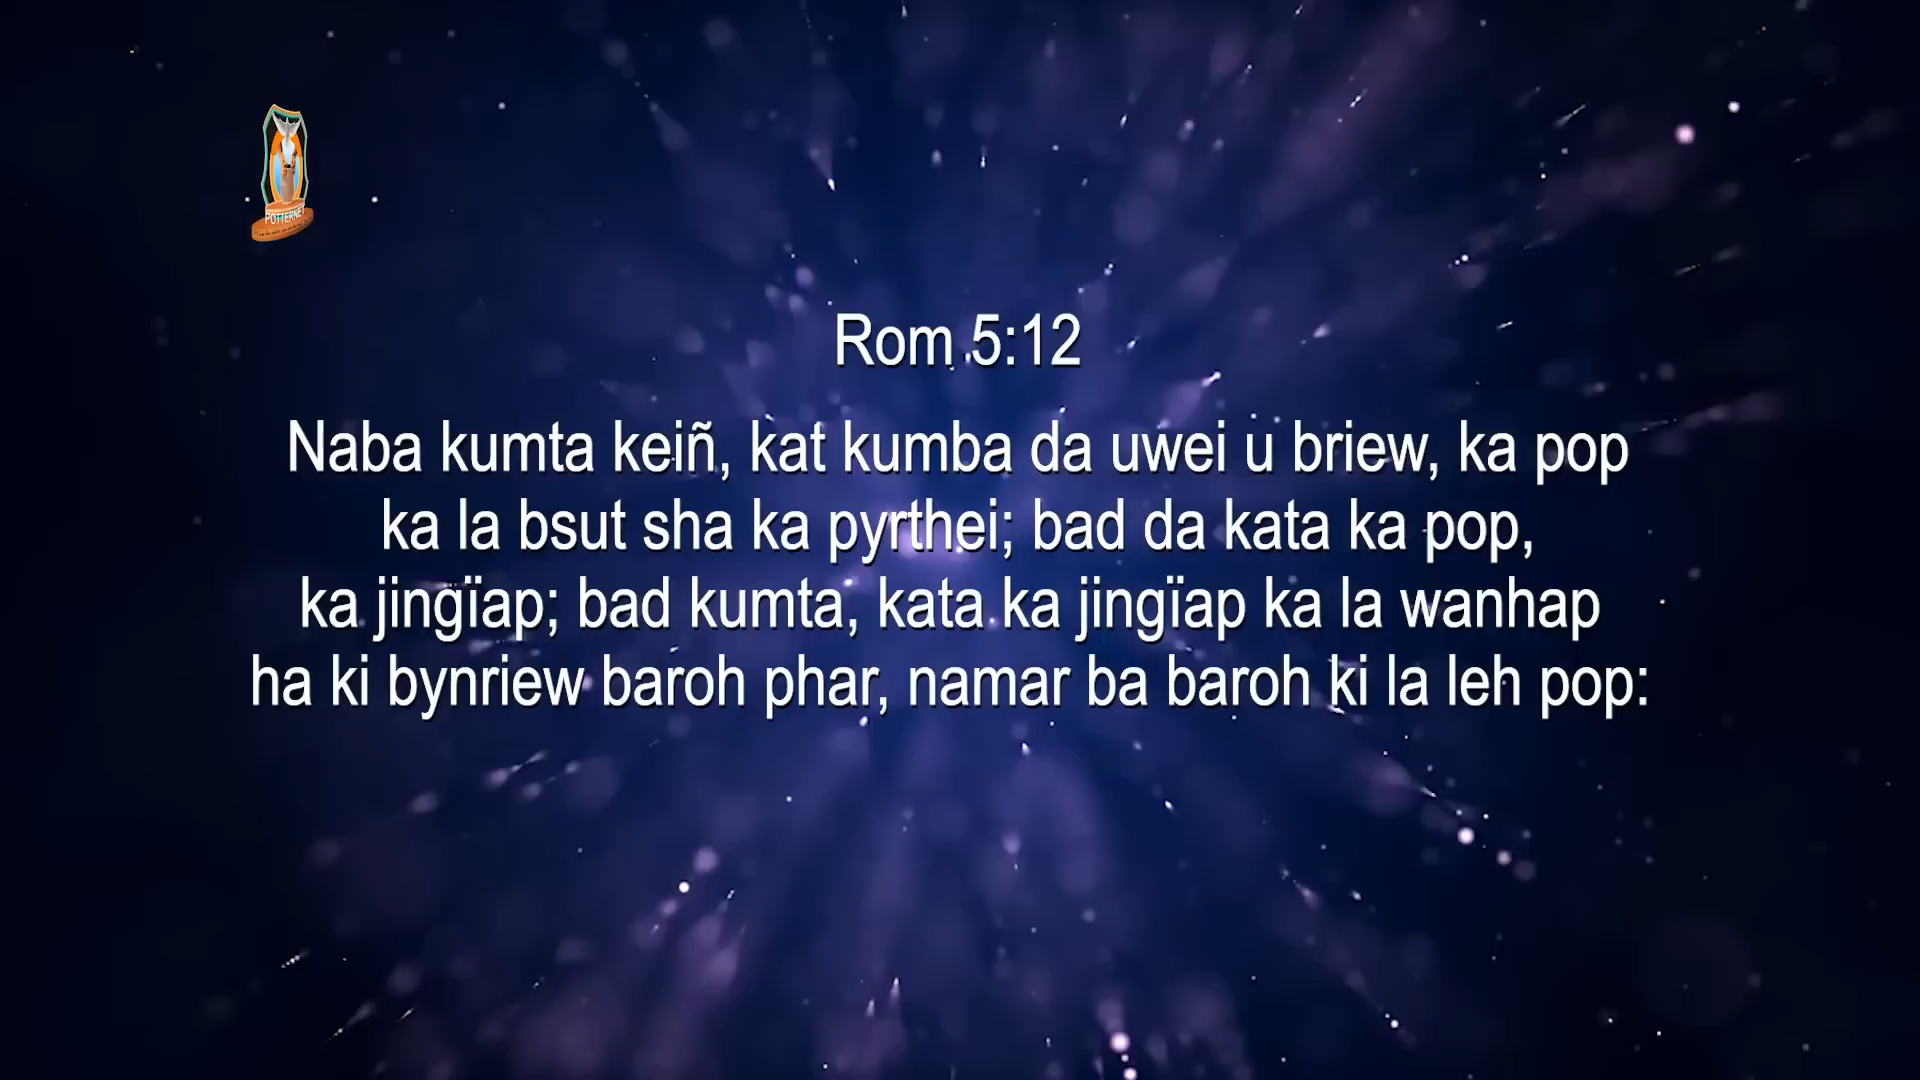 POTTERNET
Rom 5:12
Naba kumta keiñ, kat kumba da uwei u briew, ka pop
ka la bsut sha ka pyrthei; bad da kata ka pop,
ka jingïap; bad kumta, kata ka jingïap ka la wanhap
ha ki bynriew baroh phar, namar ba baroh ki la leh pop: